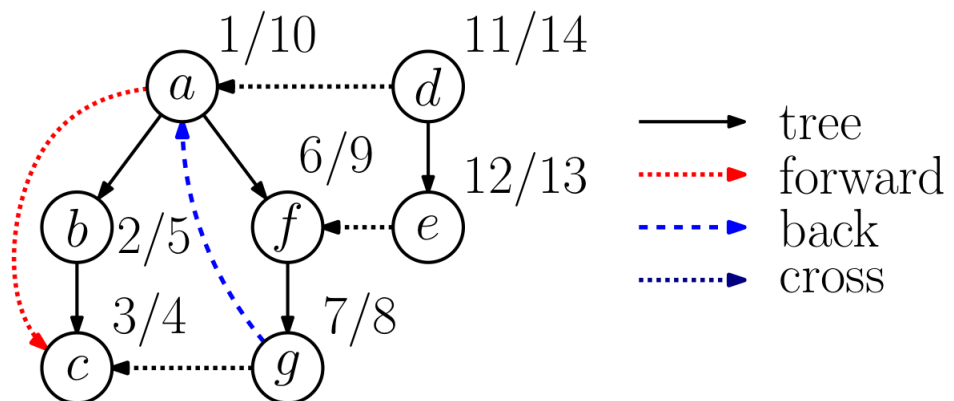 1/10
11/14
a
d
6/9
12/13
b
2/5
f
e
3/4
7/8
c
g
tree
forward
back
cross